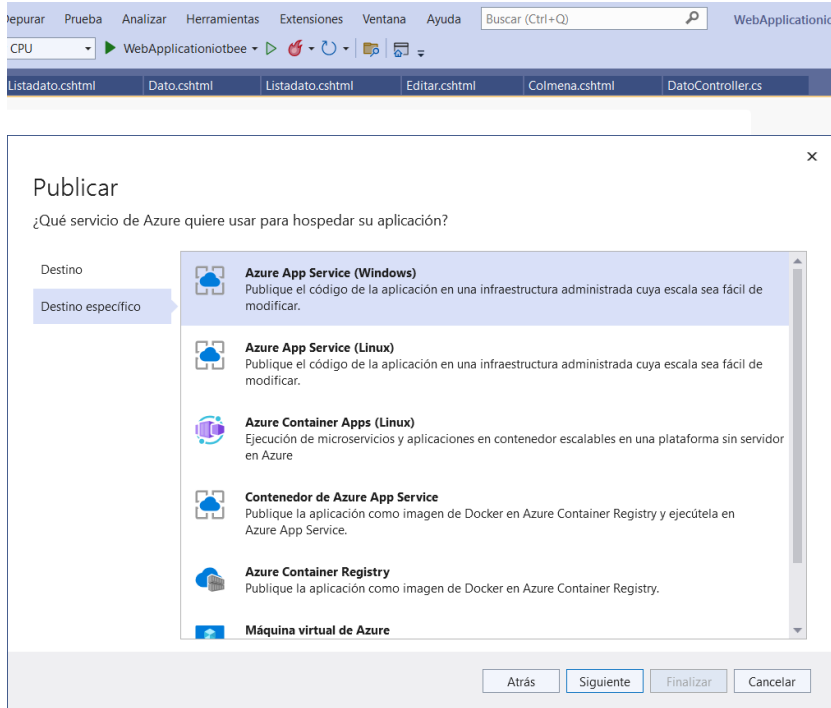 Depurar Prueba Analizar Herramientas Extensiones Ventana Ayuda Buscar (Ctrl+Q) WebApplicationio
CPU WebApplicationiotbee
Listadato.cshtml Dato.cshtml Listadato.cshtml Editar.cshtml Colmena.cshtml DatoController.cs
Publicar
¿Qué servicio de Azure quiere usar para hospedar su aplicación?
Destino
Destino específico
Azure App Service (Windows)
Publique el código de la aplicación en una infraestructura administrada cuya escala sea fácil de
modificar.
Azure App Service (Linux)
Publique el código de la aplicación en una infraestructura administrada cuya escala sea fácil de
modificar.
Azure Container Apps (Linux)
Ejecución de microservicios y aplicaciones en contenedor escalables en una plataforma sin servidor
en Azure
Contenedor de Azure App Service
Publique la aplicación como imagen de Docker en Azure Container Registry y ejecútela en
Azure App Service.
Azure Container Registry
Publique la aplicación como imagen de Docker en Azure Container Registry.
Máquina virtual de Azure
Atrás Siguiente Finalizar Cancelar